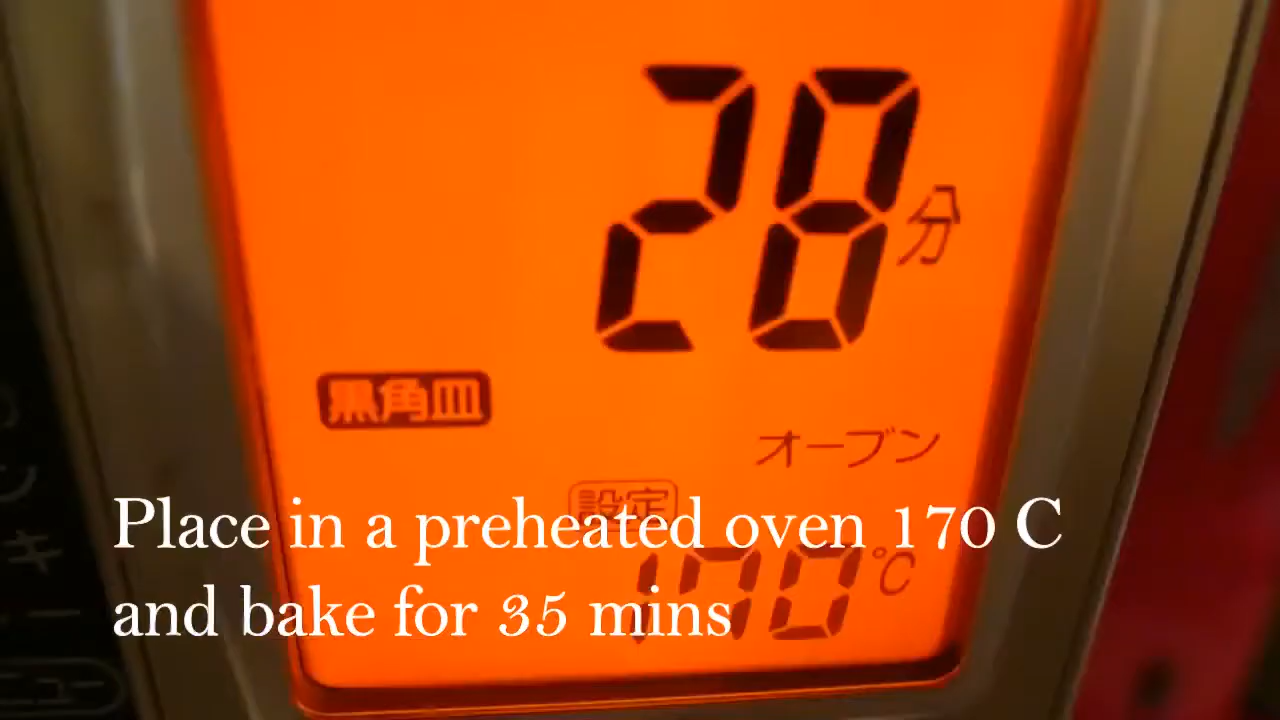 28分
黒角皿
オーブン
設定
170℃
Place in a preheated oven 170 C
and bake for 35 mins